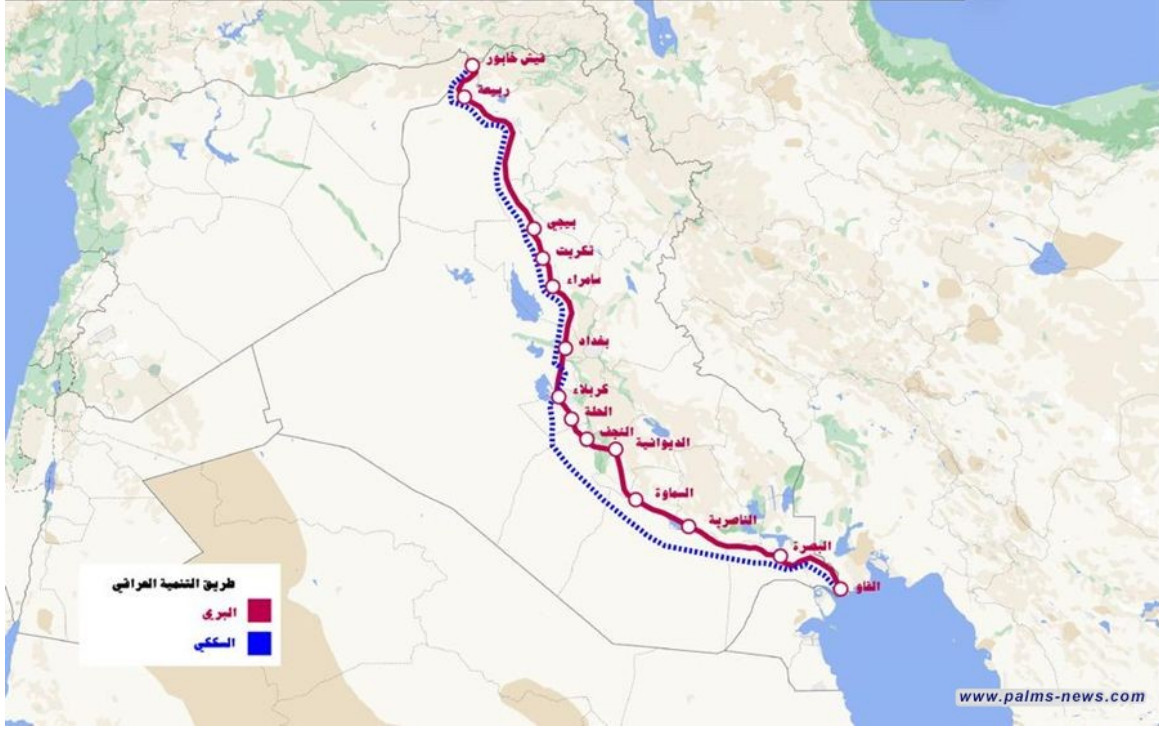 فيش خابور
ربيعة
بيجي
تكريت
سامراء
بغداد
كربلاء
الحلة
النجف
الديوانية
السماوة
الناصرية
البصرة
الفاو
طريق التنمية العراقي
البري
السككي
www.palms-news.com